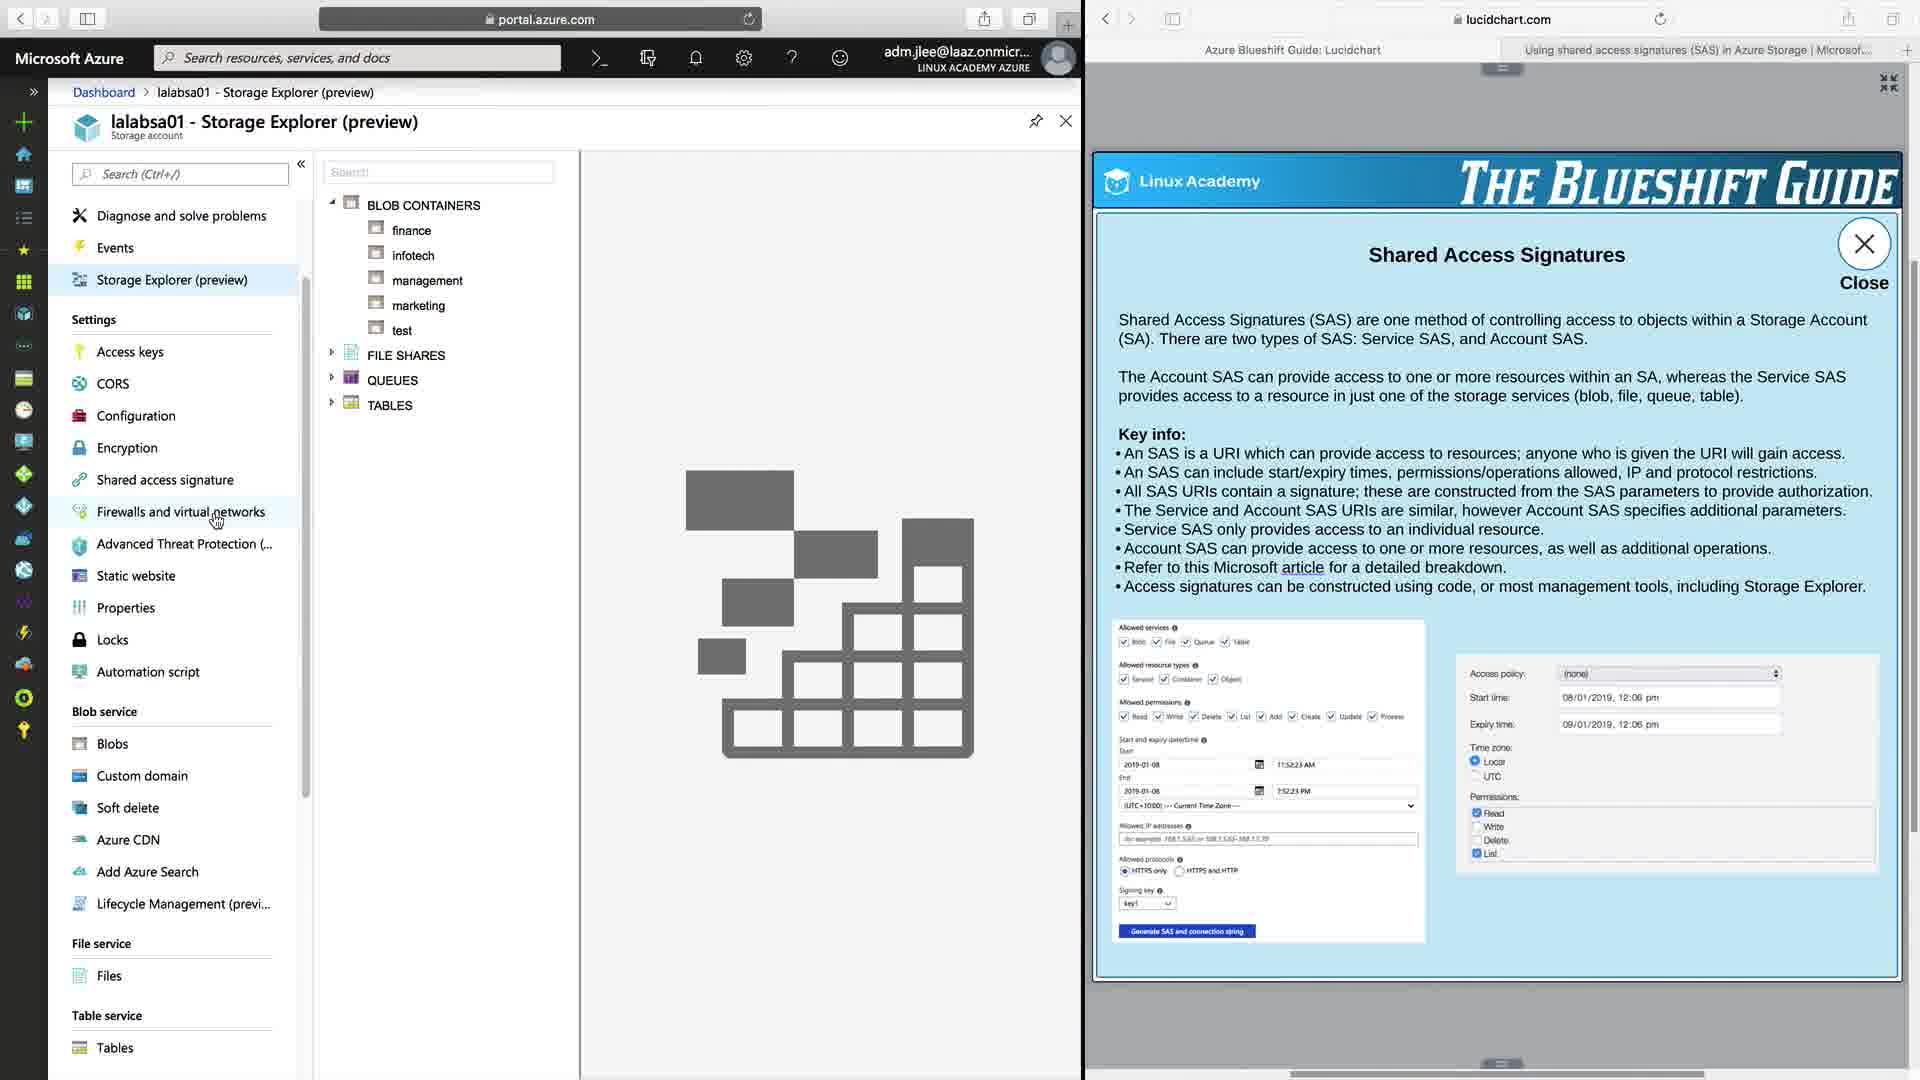 portal.azure.com
Microsoft Azure
Search resources, services, and docs
adm.jlee@laaz.onmicr...
LINUX ACADEMY AZURE
Dashboard > lalabsa01 - Storage Explorer (preview)
lalabsa01 - Storage Explorer (preview)
Storage account
Search (Ctrl+/)
Diagnose and solve problems
Events
Storage Explorer (preview)
Settings
Access keys
CORS
Configuration
Encryption
Shared access signature
Firewalls and virtual networks
Advanced Threat Protection (...
Static website
Properties
Locks
Automation script
Blob service
Blobs
Custom domain
Soft delete
Azure CDN
Add Azure Search
Lifecycle Management (previ...
File service
Files
Table service
Tables
Search
BLOB CONTAINERS
finance
infotech
management
marketing
test
FILE SHARES
QUEUES
TABLES
lucidchart.com
Azure Blueshift Guide: Lucidchart
Using shared access signatures (SAS) in Azure Storage | Microsof...
Linux Academy
THE BLUESHIFT GUIDE
Shared Access Signatures
Close
Shared Access Signatures (SAS) are one method of controlling access to objects within a Storage Account
(SA). There are two types of SAS: Service SAS, and Account SAS.
The Account SAS can provide access to one or more resources within an SA, whereas the Service SAS
provides access to a resource in just one of the storage services (blob, file, queue, table).
Key info:
• An SAS is a URI which can provide access to resources; anyone who is given the URI will gain access.
• An SAS can include start/expiry times, permissions/operations allowed, IP and protocol restrictions.
• All SAS URIs contain a signature; these are constructed from the SAS parameters to provide authorization.
• The Service and Account SAS URIs are similar, however Account SAS specifies additional parameters.
• Service SAS only provides access to an individual resource.
• Account SAS can provide access to one or more resources, as well as additional operations.
• Refer to this Microsoft article for a detailed breakdown.
• Access signatures can be constructed using code, or most management tools, including Storage Explorer.
Allowed services
Blob File Queue Table
Allowed resource types
Service Container Object
Allowed permissions
Read Write Delete List Add Create Update Process
Start and expiry date/time
Start
2019-01-08 11:52:23 AM
End
2019-01-08 7:52:23 PM
(UTC+10:00) --- Current Time Zone ---
Allowed IP addresses
Allowed protocols
HTTPS only HTTPS and HTTP
Signing key
key1
Generate SAS and connection string
Access policy: (none)
Start time: 08/01/2019, 12:06 pm
Expiry time: 09/01/2019, 12:06 pm
Time zone:
Local
UTC
Permissions:
Read
Write
Delete
List